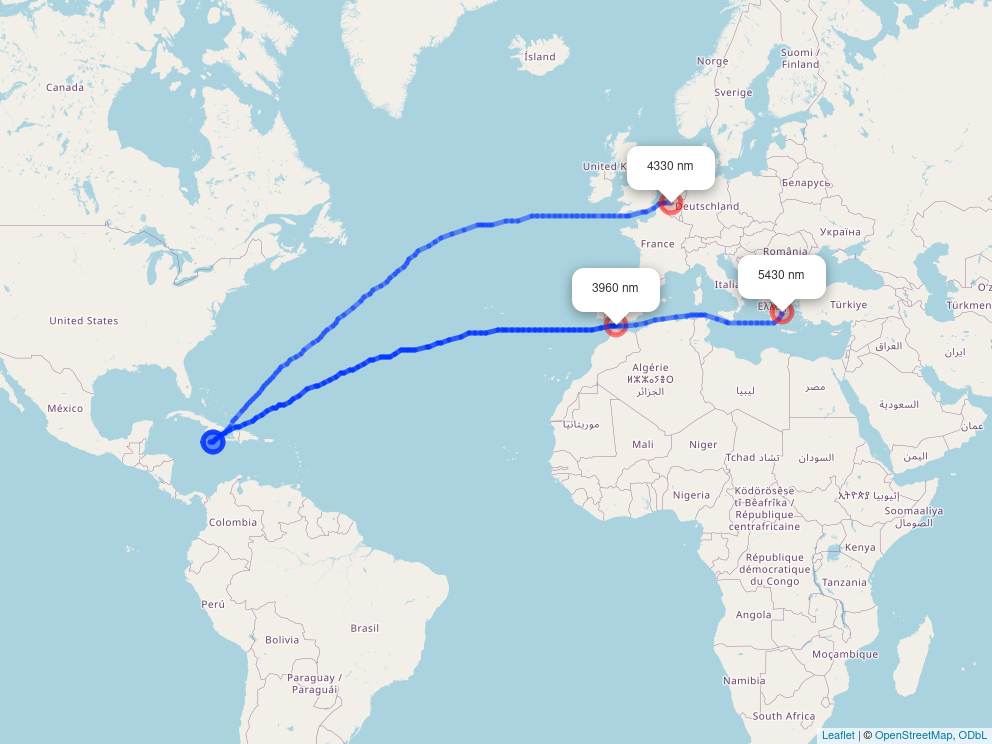 Ísland
Suomi /
Finland
Norge
Canada
Sverige
United K
4330 nm
Беларусь
Deutschland
Україна
France
România
5430 nm
Itali
3960 nm
Türkiye
Türkmen
United States
العراق
ایران
Algérie
ⵍⵣⵣⴰⵢⴻⵔ
الجزائر
ليبيا
مصر
México
السعودية
عمان
موريتانيا
Mali
Niger
Tchad تشاد
السودان
اليمن
Nigeria
Ködörösêse
tî Bêafrîka /
République
centrafricaine
ኢትዮጵያ إثيوبيا
Soomaaliya
الصومال
Colombia
Kenya
République
démocratique
du Congo
Tanzania
Perú
Angola
Brasil
Bolivia
Moçambique
Paraguay /
Paraguái
Namibia
South Africa
Leaflet | © OpenStreetMap, ODbL